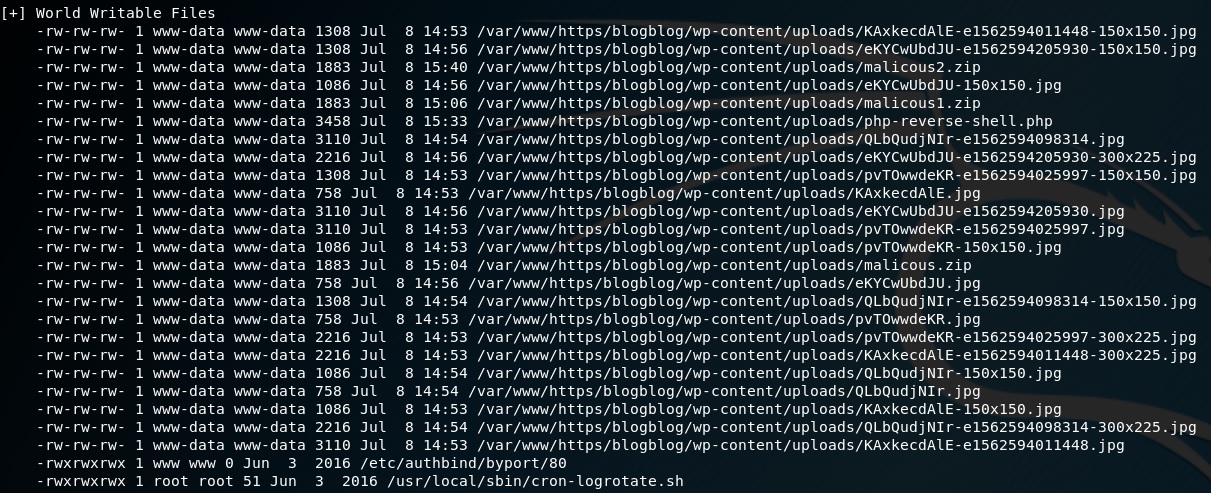 [+] World Writable Files
-rw-rw-rw- 1 www-data www-data 1308 Jul  8 14:53 /var/www/https/blogblog/wp-content/uploads/KAxkecdAlE-e1562594011448-150x150.jpg
-rw-rw-rw- 1 www-data www-data 1308 Jul  8 14:56 /var/www/https/blogblog/wp-content/uploads/eKYCwUbdJU-e1562594205930-150x150.jpg
-rw-rw-rw- 1 www-data www-data 1883 Jul  8 15:40 /var/www/https/blogblog/wp-content/uploads/malicous2.zip
-rw-rw-rw- 1 www-data www-data 1086 Jul  8 14:56 /var/www/https/blogblog/wp-content/uploads/eKYCwUbdJU-150x150.jpg
-rw-rw-rw- 1 www-data www-data 1883 Jul  8 15:06 /var/www/https/blogblog/wp-content/uploads/malicous1.zip
-rw-rw-rw- 1 www-data www-data 3458 Jul  8 15:33 /var/www/https/blogblog/wp-content/uploads/php-reverse-shell.php
-rw-rw-rw- 1 www-data www-data 3110 Jul  8 14:54 /var/www/https/blogblog/wp-content/uploads/QLbQudjNIr-e1562594098314.jpg
-rw-rw-rw- 1 www-data www-data 2216 Jul  8 14:56 /var/www/https/blogblog/wp-content/uploads/eKYCwUbdJU-e1562594205930-300x225.jpg
-rw-rw-rw- 1 www-data www-data 1308 Jul  8 14:53 /var/www/https/blogblog/wp-content/uploads/pvTOwwdeKR-e1562594025997-150x150.jpg
-rw-rw-rw- 1 www-data www-data 758 Jul  8 14:53 /var/www/https/blogblog/wp-content/uploads/KAxkecdAlE.jpg
-rw-rw-rw- 1 www-data www-data 3110 Jul  8 14:56 /var/www/https/blogblog/wp-content/uploads/eKYCwUbdJU-e1562594205930.jpg
-rw-rw-rw- 1 www-data www-data 3110 Jul  8 14:53 /var/www/https/blogblog/wp-content/uploads/pvTOwwdeKR-e1562594025997.jpg
-rw-rw-rw- 1 www-data www-data 1086 Jul  8 14:53 /var/www/https/blogblog/wp-content/uploads/pvTOwwdeKR-150x150.jpg
-rw-rw-rw- 1 www-data www-data 1883 Jul  8 15:04 /var/www/https/blogblog/wp-content/uploads/malicous.zip
-rw-rw-rw- 1 www-data www-data 758 Jul  8 14:56 /var/www/https/blogblog/wp-content/uploads/eKYCwUbdJU.jpg
-rw-rw-rw- 1 www-data www-data 1308 Jul  8 14:54 /var/www/https/blogblog/wp-content/uploads/QLbQudjNIr-e1562594098314-150x150.jpg
-rw-rw-rw- 1 www-data www-data 758 Jul  8 14:53 /var/www/https/blogblog/wp-content/uploads/pvTOwwdeKR.jpg
-rw-rw-rw- 1 www-data www-data 2216 Jul  8 14:53 /var/www/https/blogblog/wp-content/uploads/pvTOwwdeKR-e1562594025997-300x225.jpg
-rw-rw-rw- 1 www-data www-data 2216 Jul  8 14:53 /var/www/https/blogblog/wp-content/uploads/KAxkecdAlE-e1562594011448-300x225.jpg
-rw-rw-rw- 1 www-data www-data 1086 Jul  8 14:54 /var/www/https/blogblog/wp-content/uploads/QLbQudjNIr-150x150.jpg
-rw-rw-rw- 1 www-data www-data 758 Jul  8 14:54 /var/www/https/blogblog/wp-content/uploads/QLbQudjNIr.jpg
-rw-rw-rw- 1 www-data www-data 1086 Jul  8 14:53 /var/www/https/blogblog/wp-content/uploads/KAxkecdAlE-150x150.jpg
-rw-rw-rw- 1 www-data www-data 2216 Jul  8 14:54 /var/www/https/blogblog/wp-content/uploads/QLbQudjNIr-e1562594098314-300x225.jpg
-rw-rw-rw- 1 www-data www-data 3110 Jul  8 14:53 /var/www/https/blogblog/wp-content/uploads/KAxkecdAlE-e1562594011448.jpg
-rwxrwxrwx 1 www www 0 Jun  3  2016 /etc/authbind/byport/80
-rwxrwxrwx 1 root root 51 Jun  3  2016 /usr/local/sbin/cron-logrotate.sh